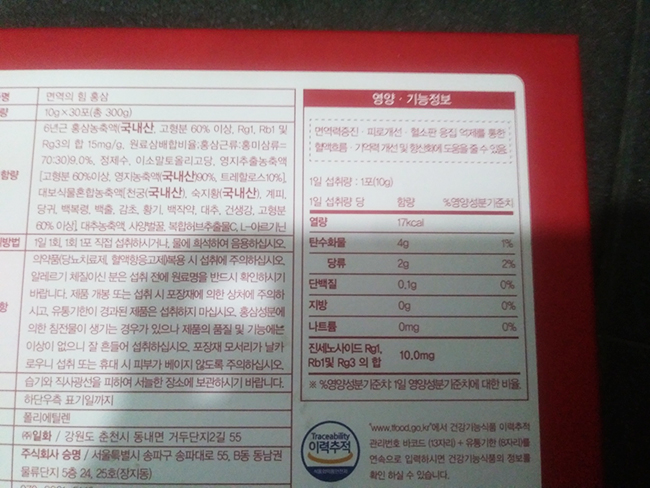 면역의 힘 홍삼
10g×30포(총 300g)
6년근 홍삼농축액(국내산, 고형분 60% 이상, Rg1, Rb1 및
Rg3의 합 15mg/g, 원료삼배합비율:홍삼근류:홍미삼류=
70:30)9.0%, 정제수, 이소말토올리고당, 영지추출농축액
[고형분 60%이상, 영지농축액(국내산)90%, 트레할로스10%],
대보식물혼합농축액[천궁(국내산), 숙지황(국내산), 계피,
당귀, 백복령, 백출, 감초, 황기, 백작약, 대추, 건생강, 고형분
60% 이상], 대추농축액, 사양벌꿀, 복합허브추출물C, L-아르기닌
1일 1회, 1회 1포 직접 섭취하시거나, 물에 희석하여 음용하십시오.
의약품(당뇨치료제, 혈액항응고제)복용 시 섭취에 주의하십시오.
알레르기 체질이신 분은 섭취 전에 원료명을 반드시 확인하시기
바랍니다. 제품 개봉 또는 섭취 시 포장재에 의한 상처에 주의하
시고, 유통기한이 경과된 제품은 섭취하지 마십시오. 홍삼성분에
의한 침전물이 생기는 경우가 있으나 제품의 품질 및 기능에는
이상이 없으니 잘 흔들어 섭취하십시오. 포장재 모서리가 날카
로우니 섭취 또는 휴대 시 피부가 베이지 않도록 주의하십시오.
습기와 직사광선을 피하여 서늘한 장소에 보관하시기 바랍니다.
하단우측 표기일까지
폴리에틸렌
㈜일화 / 강원도 춘천시 동내면 거두단지2길 55
주식회사 승명 / 서울특별시 송파구 송파대로 55, B동 동남권
물류단지 5층 24, 25호(장지동)
영양·기능정보
면역력증진·피로개선·혈소판 응집 억제를 통한
혈액흐름·기억력 개선 및 항산화에 도움을 줄 수 있음
1일 섭취량 : 1포(10g)
1일 섭취량 당 함량 %영양성분기준치
열량 17kcal
탄수화물 4g 1%
당류 2g 2%
단백질 0.1g 0%
지방 0g 0%
나트륨 0mg 0%
진세노사이드 Rg1,
Rb1및 Rg3 의 합 10.0mg
※ %영양성분기준치: 1일 영양성분기준치에 대한 비율
Traceability
이력추적
"www.tfood.go.kr"에서 건강기능식품 이력추적
관리번호 바코드 (13자리) + 유통기한 (8자리)를
연속으로 입력하시면 건강기능식품의 정보를
확인 하실 수 있습니다.